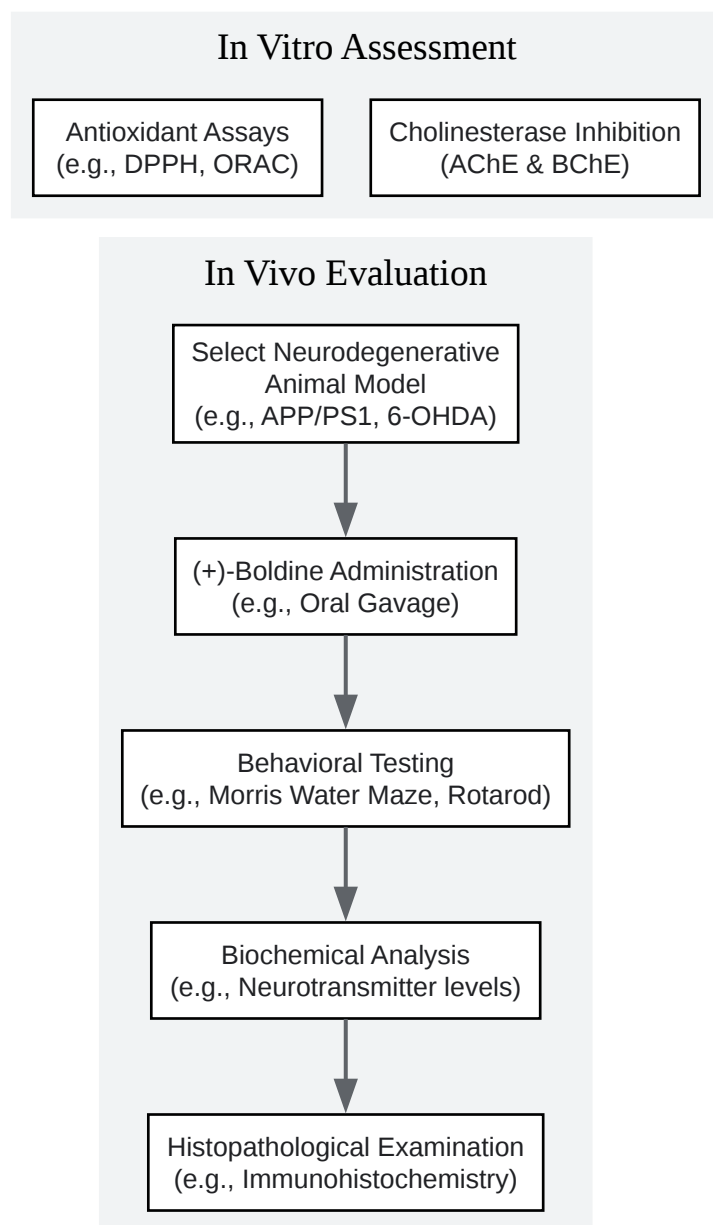 In Vitro Assessment
Antioxidant Assays
(e.g., DPPH, ORAC)
Cholinesterase Inhibition
(AChE & BChE)
In Vivo Evaluation
Select Neurodegenerative
Animal Model
(e.g., APP/PS1, 6-OHDA)
(+)-Boldine Administration
(e.g., Oral Gavage)
Behavioral Testing
(e.g., Morris Water Maze, Rotarod)
Biochemical Analysis
(e.g., Neurotransmitter levels)
Histopathological Examination
(e.g., Immunohistochemistry)